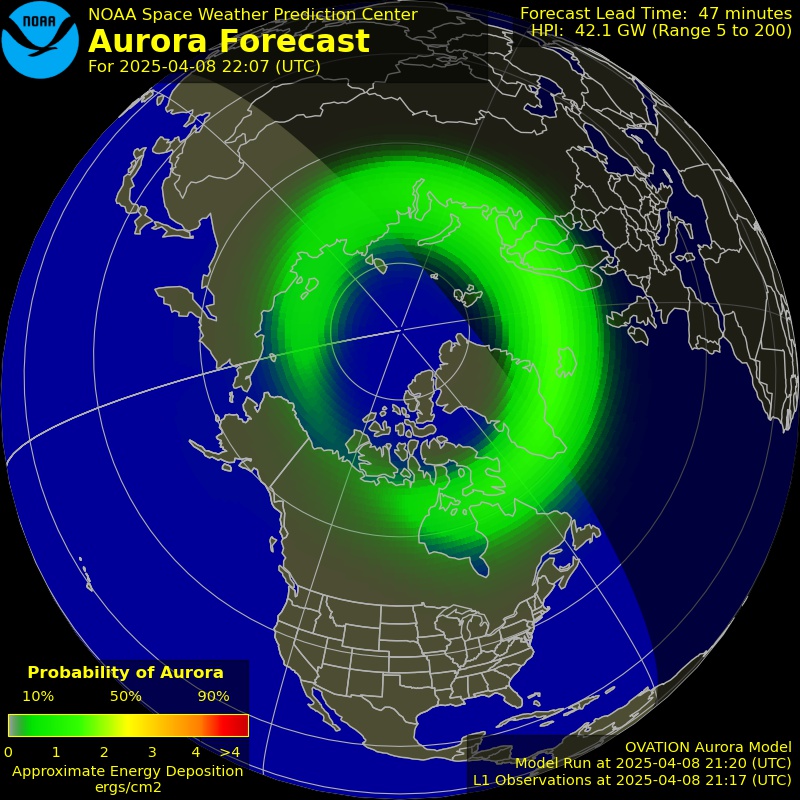 NOAA
NOAA Space Weather Prediction Center
Aurora Forecast
For 2025-04-08 22:07 (UTC)
Forecast Lead Time:  47 minutes
HPI:  42.1 GW (Range 5 to 200)
Probability of Aurora
10% 50% 90%
0 1 2 3 4 >4
Approximate Energy Deposition
ergs/cm2
OVATION Aurora Model
Model Run at 2025-04-08 21:20 (UTC)
L1 Observations at 2025-04-08 21:17 (UTC)